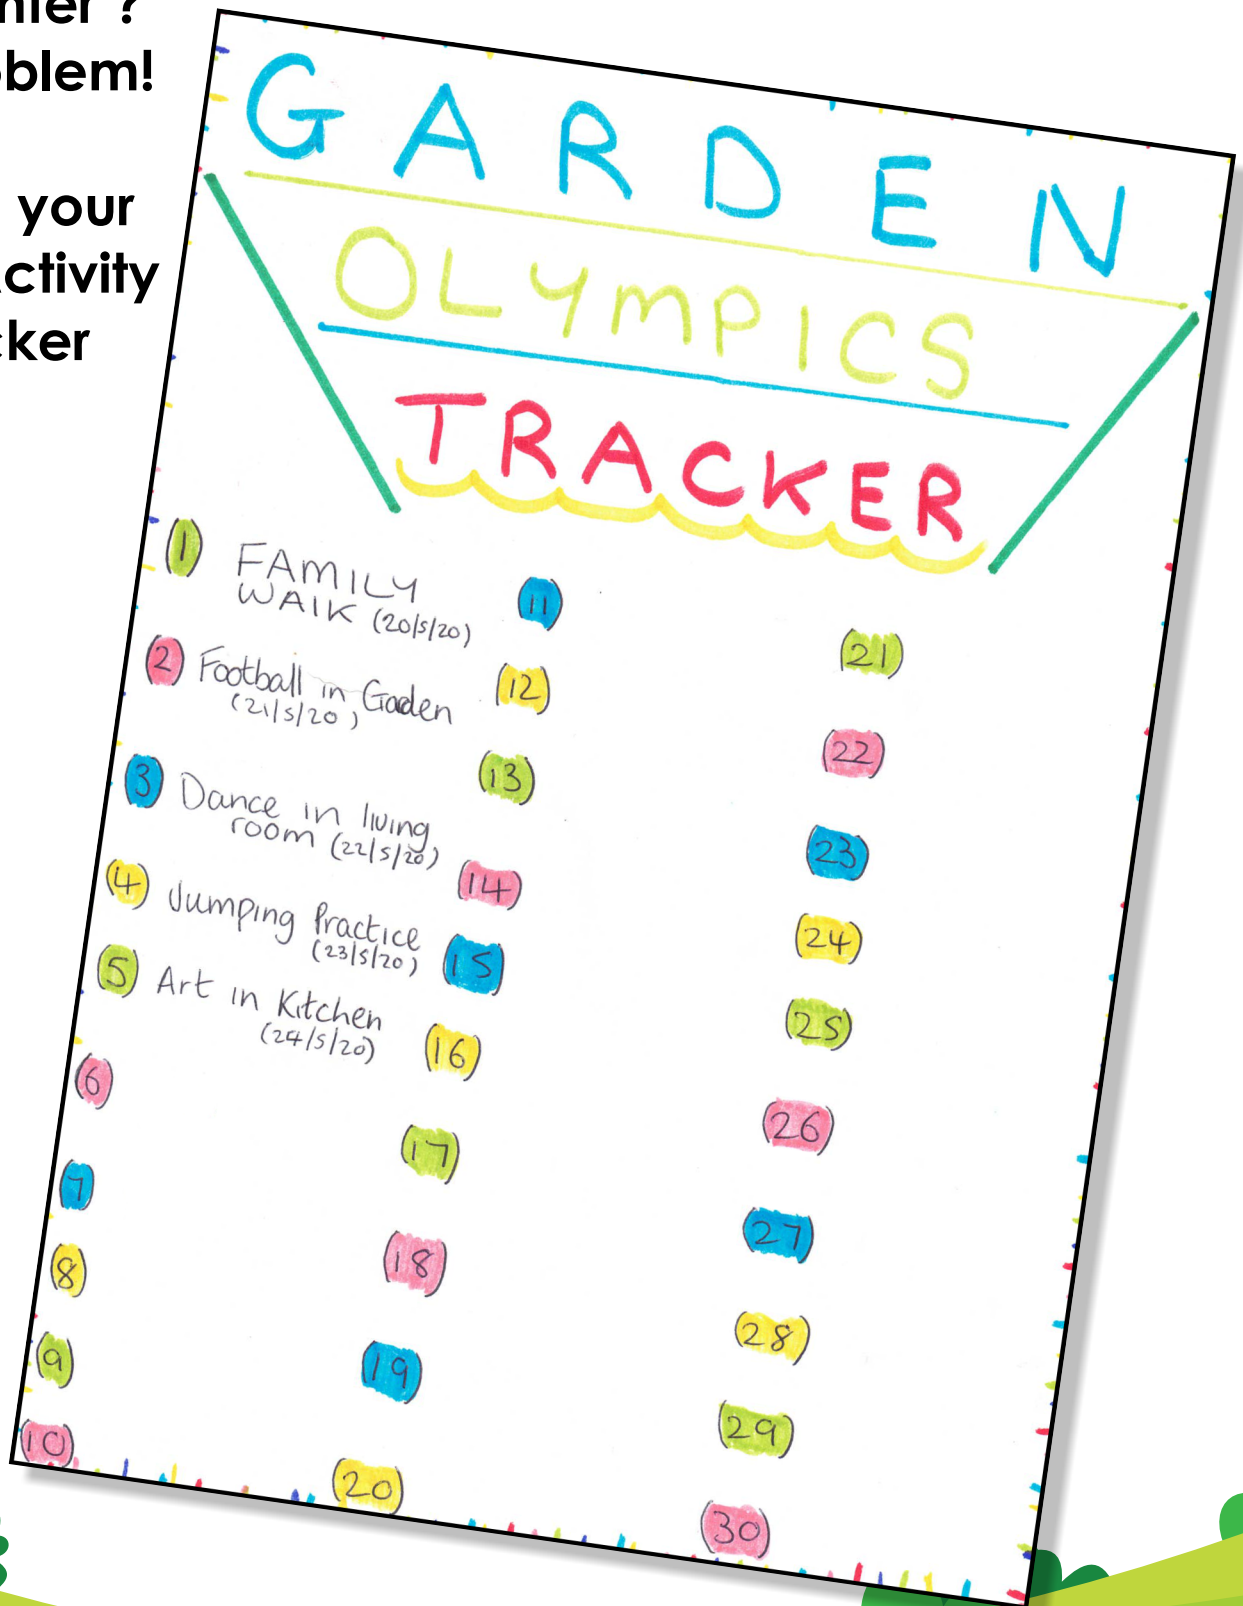 nter ?
oblem!
your
ctivity
cker
GARDEN
OLYMPICS
TRACKER
(1) FAMILY
WAlK (20/5/20)
(2) Football in Gaden
(21/5/20)
(3) Dance in living
room (22/5/20)
(4) Jumping Practice
(23/5/20)
(5) Art in Kitchen
(24/5/20)
(6)
(7)
(8)
(9)
(10)
(11)
(12)
(13)
(14)
(15)
(16)
(17)
(18)
(19)
(20)
(21)
(22)
(23)
(24)
(25)
(26)
(27)
(28)
(29)
(30)